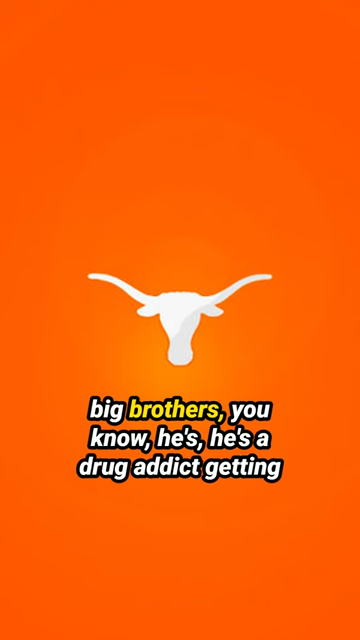 big brothers, you
know, he's, he's a
drug addict getting